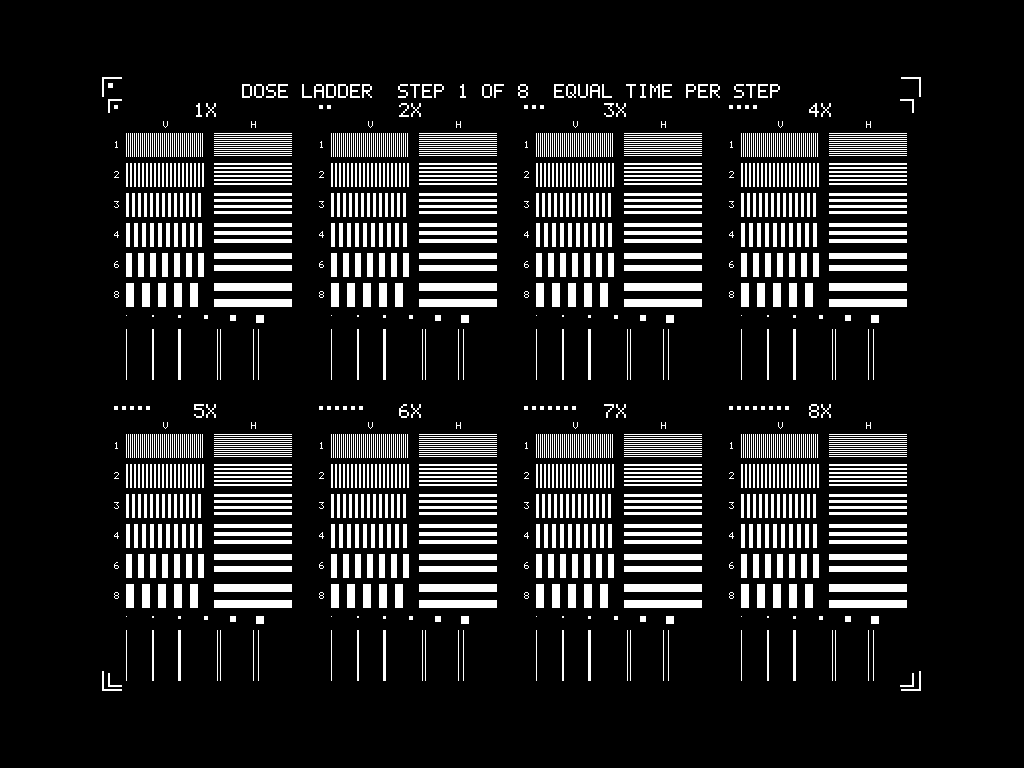 DOSE LADDER  STEP 1 OF 8  EQUAL TIME PER STEP
1X 2X 3X 4X
V H V H V H V H
1 1 1 1
2 2 2 2
3 3 3 3
4 4 4 4
6 6 6 6
8 8 8 8
5X 6X 7X 8X
V H V H V H V H
1 1 1 1
2 2 2 2
3 3 3 3
4 4 4 4
6 6 6 6
8 8 8 8